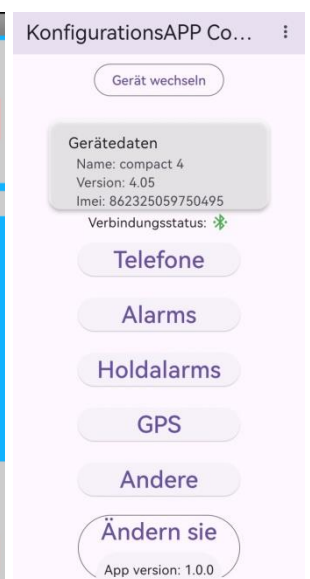 KonfigurationsAPP Co...
Gerät wechseln
Gerätedaten
Name: compact 4
Version: 4.05
Imei: 862325059750495
Verbindungsstatus:
Telefone
Alarms
Holdalarms
GPS
Andere
Ändern sie
App version: 1.0.0